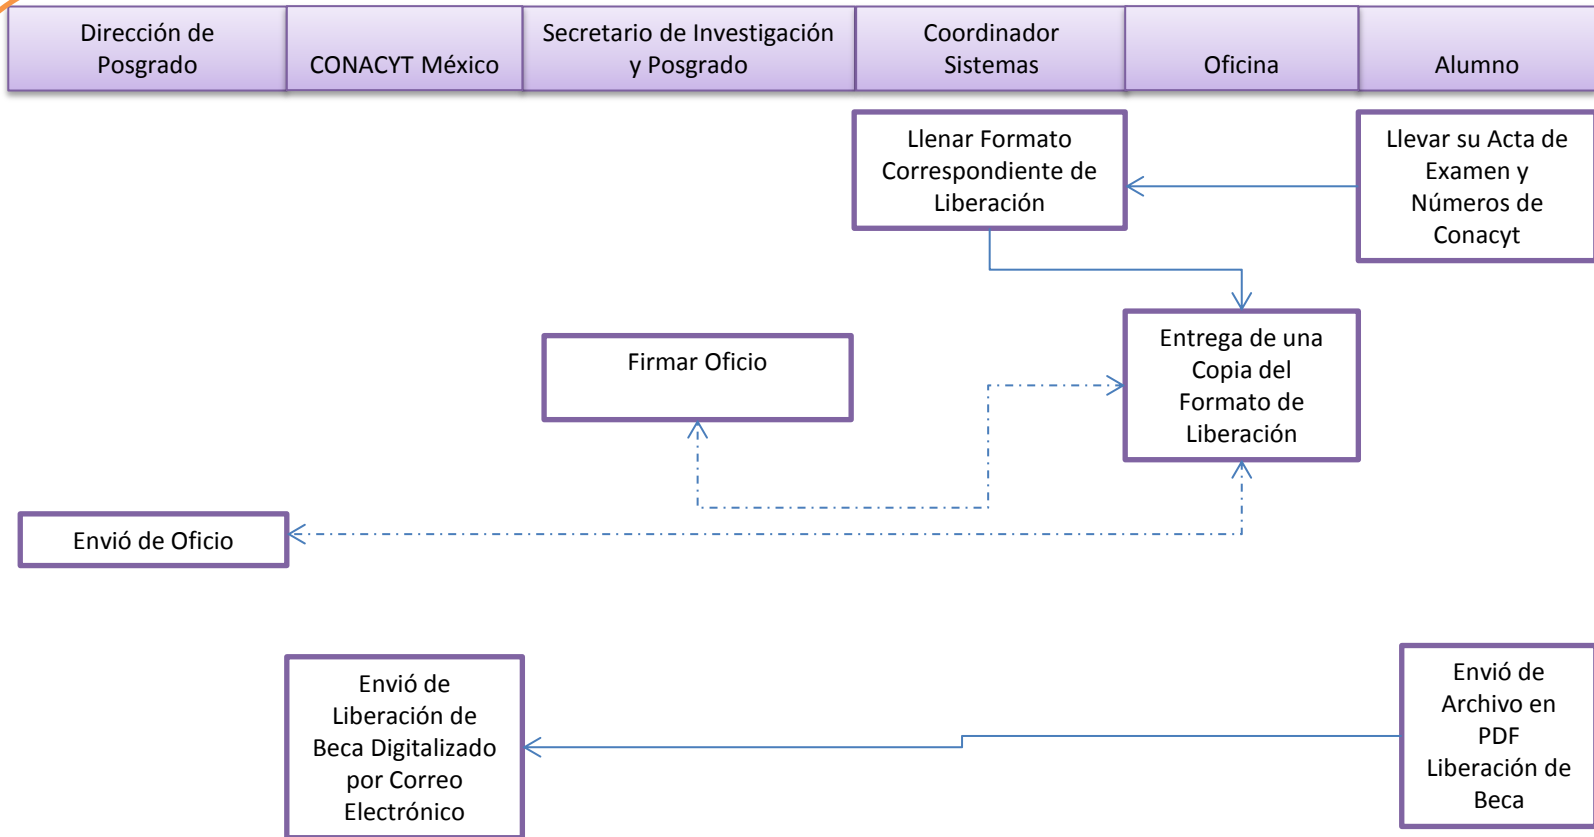 Dirección de
Posgrado
CONACYT México
Secretario de Investigación
y Posgrado
Coordinador
Sistemas
Oficina
Alumno
Llenar Formato
Correspondiente de
Liberación
Llevar su Acta de
Examen y
Números de
Conacyt
Firmar Oficio
Entrega de una
Copia del
Formato de
Liberación
Envió de Oficio
Envió de
Liberación de
Beca Digitalizado
por Correo
Electrónico
Envió de
Archivo en
PDF
Liberación de
Beca